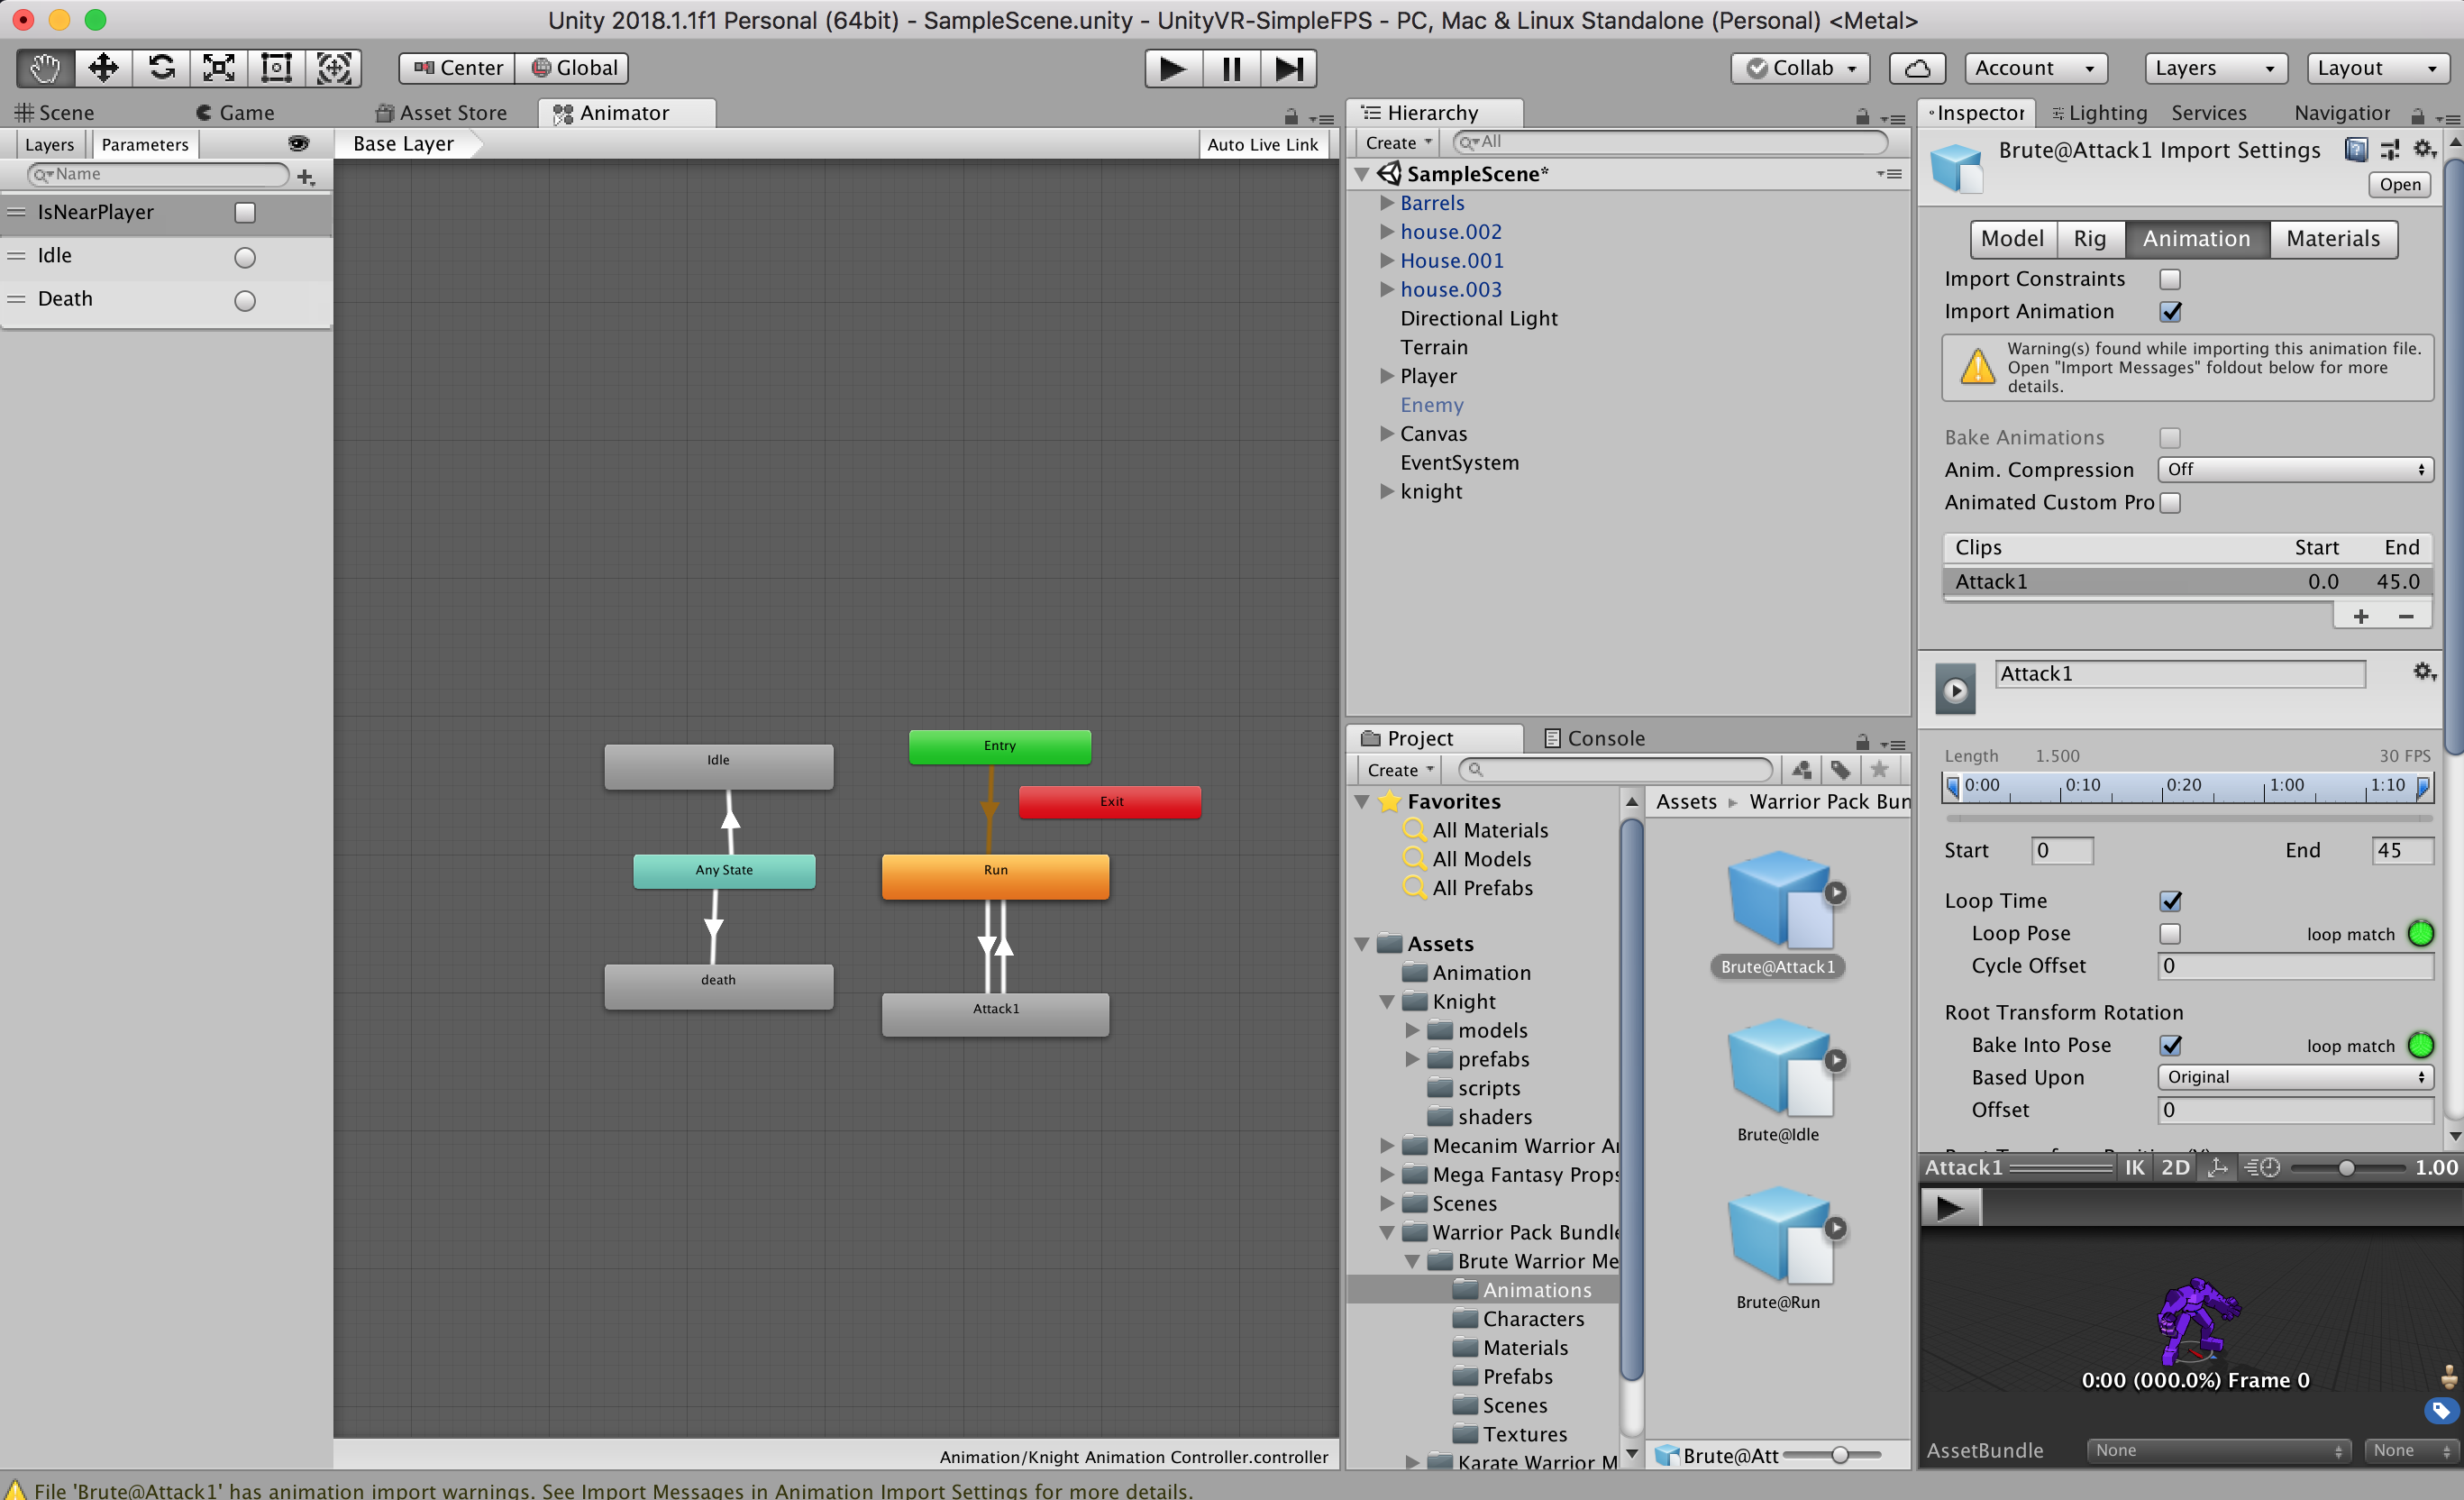 Unity 2018.1.1f1 Personal (64bit) - SampleScene.unity - UnityVR-SimpleFPS - PC, Mac & Linux Standalone (Personal) <Metal>
Center Global
Collab Account Layers Layout
Scene Game Asset Store Animator
Layers Parameters
Base Layer
Auto Live Link
Name
IsNearPlayer
Idle
Death
Idle
Entry
Exit
Any State
Run
death
Attack1
Animation/Knight Animation Controller.controller
Hierarchy
Create All
SampleScene*
Barrels
house.002
House.001
house.003
Directional Light
Terrain
Player
Enemy
Canvas
EventSystem
knight
Project Console
Create
Favorites
All Materials
All Models
All Prefabs
Assets
Animation
Knight
models
prefabs
scripts
shaders
Mecanim Warrior A
Mega Fantasy Props
Scenes
Warrior Pack Bundle
Brute Warrior Me
Animations
Characters
Materials
Prefabs
Scenes
Textures
Karate Warrior M
Assets Warrior Pack Bun
Brute@Attack1
Brute@Idle
Brute@Run
Brute@Att
Inspector Lighting Services Navigation
Brute@Attack1 Import Settings
Open
Model Rig Animation Materials
Import Constraints
Import Animation
Warning(s) found while importing this animation file.
Open "Import Messages" foldout below for more
details.
Bake Animations
Anim. Compression Off
Animated Custom Pro
Clips Start End
Attack1 0.0 45.0
+ −
Attack1
Length 1.500 30 FPS
0:00 0:10 0:20 1:00 1:10
Start 0 End 45
Loop Time
Loop Pose loop match
Cycle Offset 0
Root Transform Rotation
Bake Into Pose loop match
Based Upon Original
Offset 0
Attack1 IK 2D 1.00
0:00 (000.0%) Frame 0
AssetBundle None None
File 'Brute@Attack1' has animation import warnings. See Import Messages in Animation Import Settings for more details.